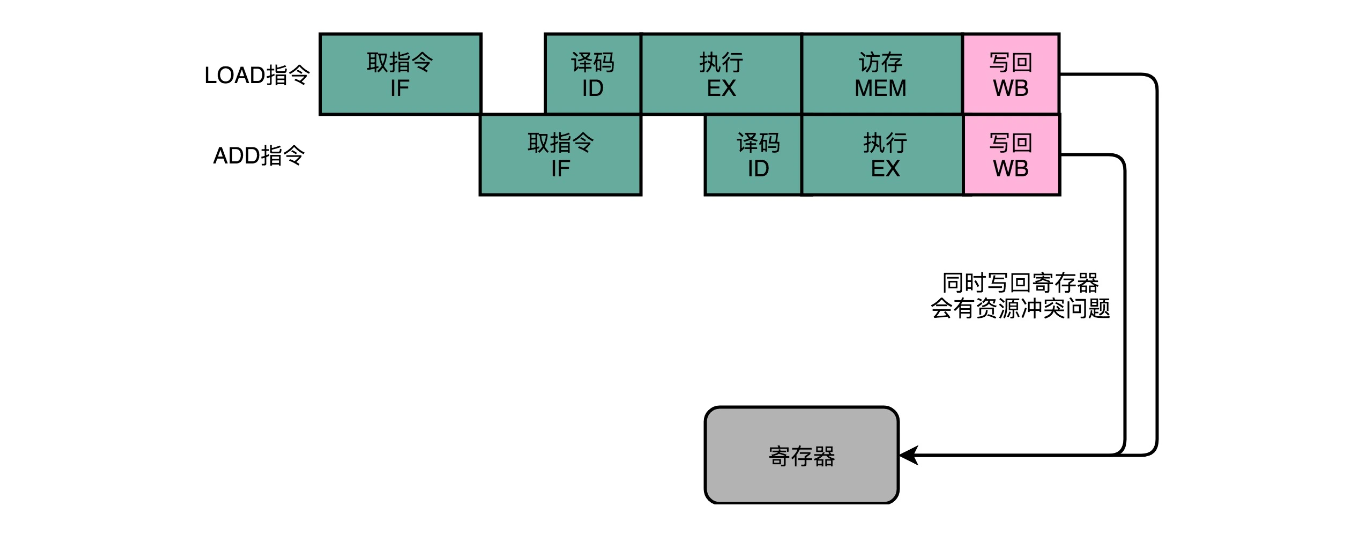 LOAD指令
取指令
IF
译码
ID
执行
EX
访存
MEM
写回
WB
ADD指令
取指令
IF
译码
ID
执行
EX
写回
WB
同时写回寄存器
会有资源冲突问题
寄存器